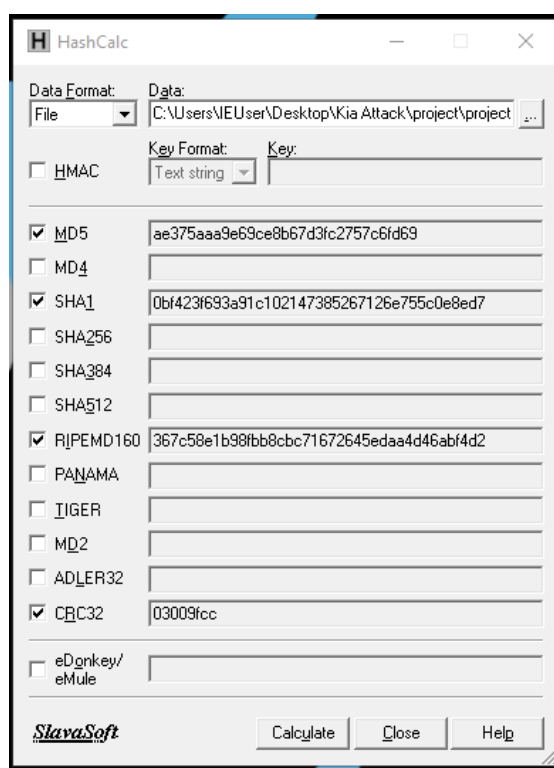 H HashCalc
Data Format: Data:
File C:\Users\IEUser\Desktop\Kia Attack\project\project ...
Key Format: Key:
HMAC Text string
MD5 ae375aaa9e69ce8b67d3fc2757c6fd69
MD4
SHA1 0bf423f693a91c102147385267126e755c0e8ed7
SHA256
SHA384
SHA512
RIPEMD160 367c58e1b98fbb8cbc71672645edaa4d46abf4d2
PANAMA
TIGER
MD2
ADLER32
CRC32 03009fcc
eDonkey/
eMule
SlavaSoft Calculate Close Help